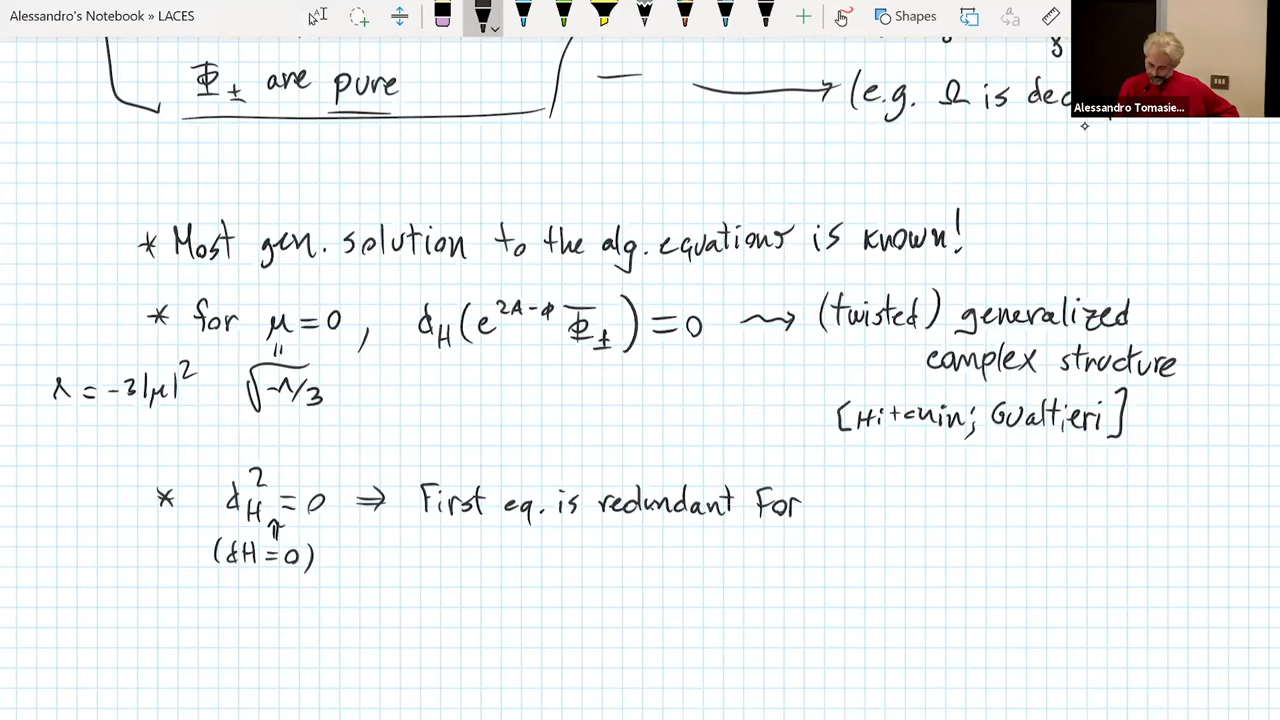 Alessandro's Notebook » LACES
Shapes
Φ± are pure
(e.g. Ω is dec
Alessandro Tomasie...
* Most gen. solution to the alg. equations is known!
* for μ = 0, d_H(e^{2A-φ} Φ±) = 0 ⇝ (twisted) generalized
complex structure
Λ = -3|μ|² √-Λ/3
[Hitchin; Gualtieri]
* d_H² = 0 ⇒ First eq. is redundant For
(dH = 0)